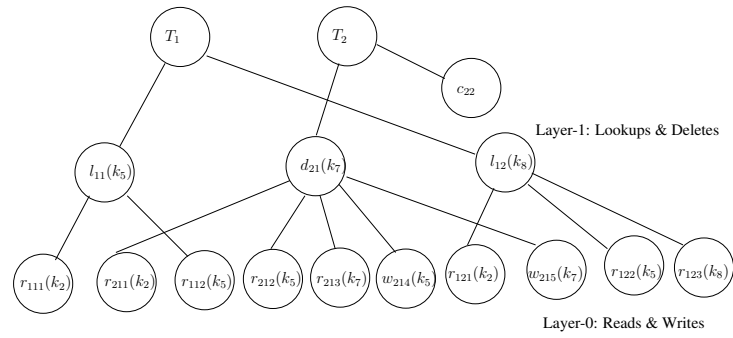 T₁ T₂
c₂₂
Layer-1: Lookups & Deletes
l₁₁(k₅) d₂₁(k₇) l₁₂(k₈)
r₁₁₁(k₂) r₂₁₁(k₂) r₁₁₂(k₅) r₂₁₂(k₅) r₂₁₃(k₇) w₂₁₄(k₅) r₁₂₁(k₂) w₂₁₅(k₇) r₁₂₂(k₅) r₁₂₃(k₈)
Layer-0: Reads & Writes